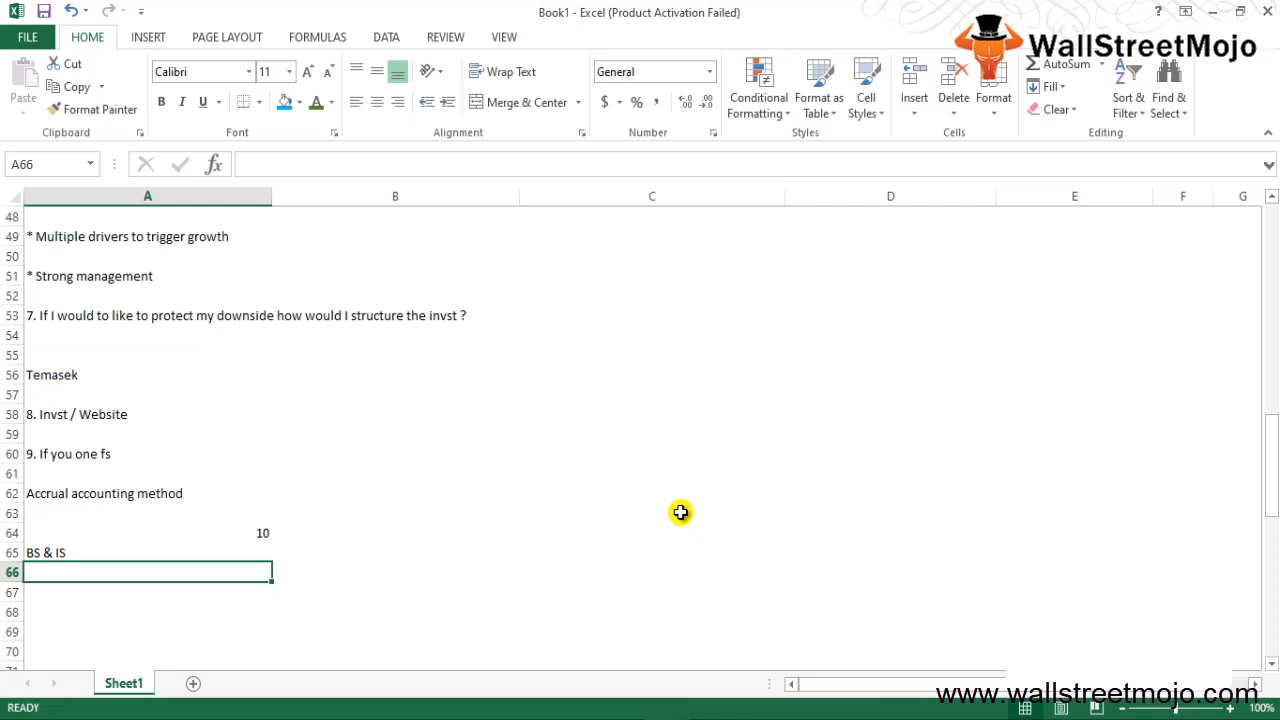 Book1 - Excel (Product Activation Failed)
FILE HOME INSERT PAGE LAYOUT FORMULAS DATA REVIEW VIEW
WallStreetMojo
Paste
Cut
Copy
Format Painter
Clipboard
Calibri 11
B I U
Font
Wrap Text
Merge & Center
Alignment
General
$ % ,
Number
Conditional Formatting
Format as Table
Cell Styles
Styles
Insert Delete Format
Cells
AutoSum
Fill
Clear
Sort & Filter
Find & Select
Editing
A66 fx
A B C D E F G
48
49 * Multiple drivers to trigger growth
50
51 * Strong management
52
53 7. If I would to like to protect my downside how would I structure the invst ?
54
55
56 Temasek
57
58 8. Invst / Website
59
60 9. If you one fs
61
62 Accrual accounting method
63
64 10
65 BS & IS
66
67
68
69
70
71
Sheet1
www.wallstreetmojo.com
READY 100%